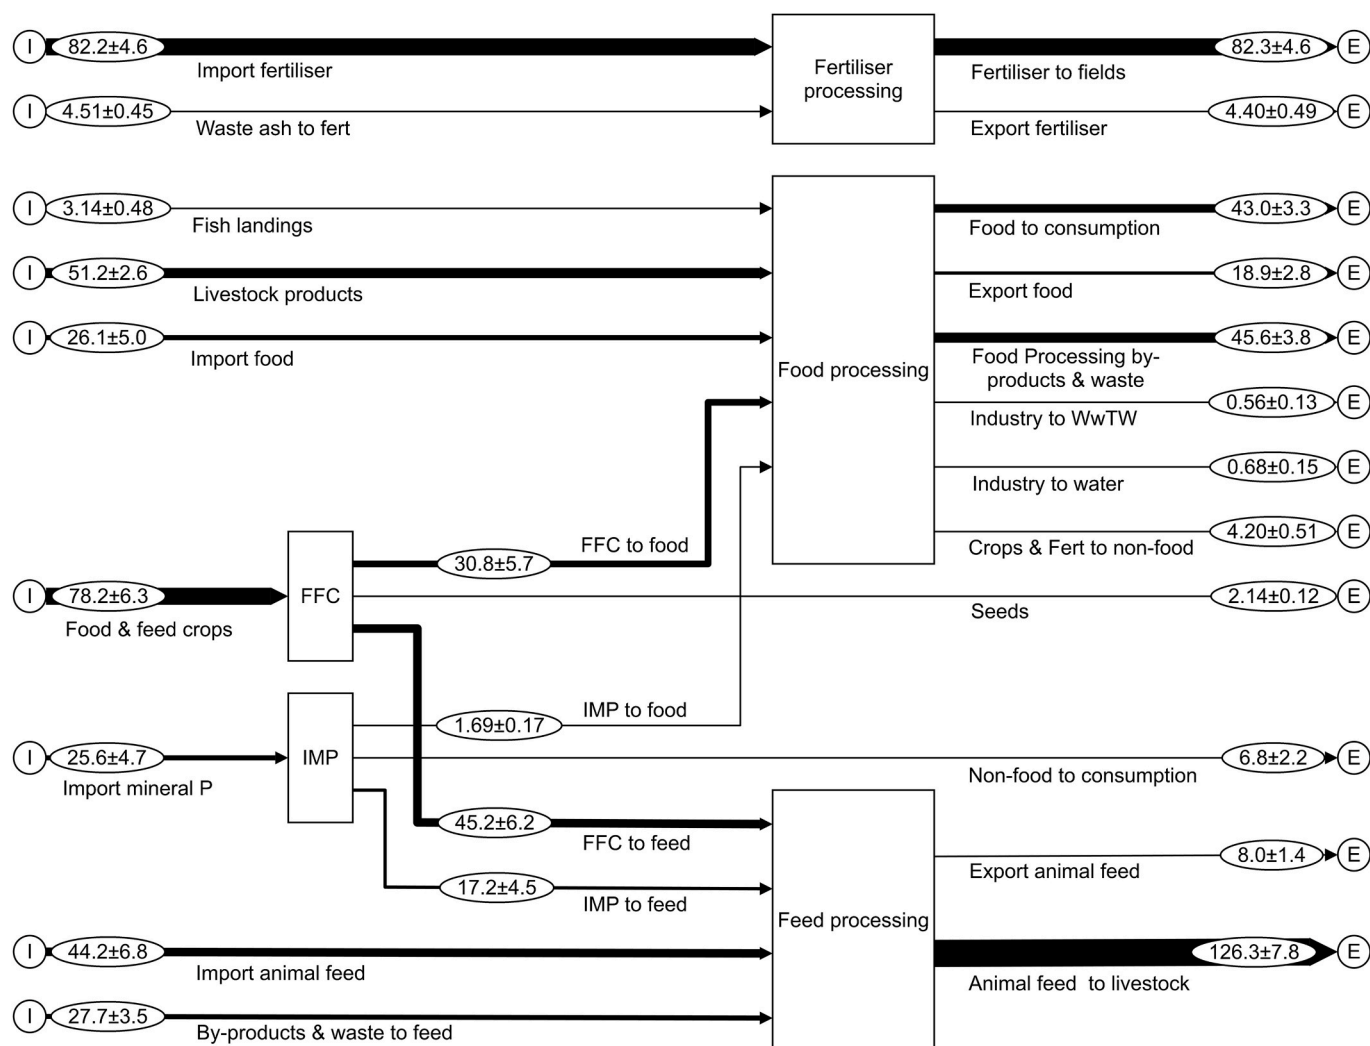 I 82.2±4.6
Import fertiliser
Fertiliser
processing
82.3±4.6 E
Fertiliser to fields
I 4.51±0.45
Waste ash to fert
4.40±0.49 E
Export fertiliser
I 3.14±0.48
Fish landings
43.0±3.3 E
Food to consumption
I 51.2±2.6
Livestock products
18.9±2.8 E
Export food
I 26.1±5.0
Import food
Food processing
45.6±3.8 E
Food Processing by-
products & waste
0.56±0.13 E
Industry to WwTW
0.68±0.15 E
Industry to water
4.20±0.51 E
Crops & Fert to non-food
FFC to food
30.8±5.7
I 78.2±6.3
Food & feed crops
FFC
2.14±0.12 E
Seeds
IMP to food
1.69±0.17
I 25.6±4.7
Import mineral P
IMP
6.8±2.2 E
Non-food to consumption
45.2±6.2
FFC to feed
8.0±1.4 E
Export animal feed
17.2±4.5
IMP to feed
Feed processing
I 44.2±6.8
Import animal feed
126.3±7.8 E
Animal feed to livestock
I 27.7±3.5
By-products & waste to feed